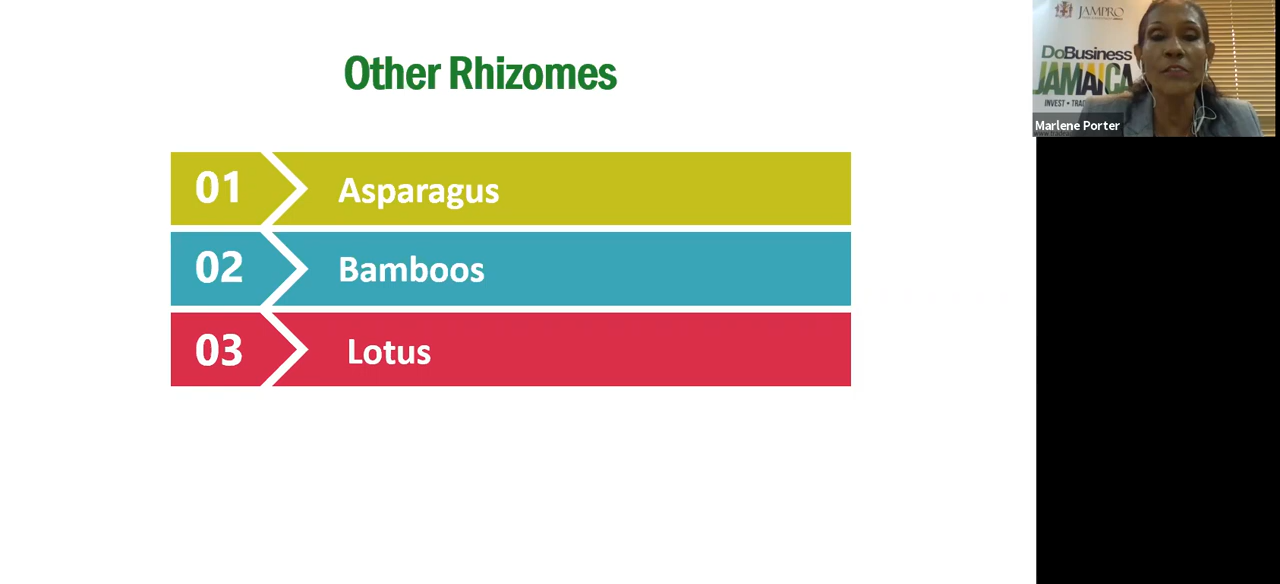 Other Rhizomes
01 Asparagus
02 Bamboos
03 Lotus
JAMPRO
DoBusiness
JAMAICA
Marlene Porter